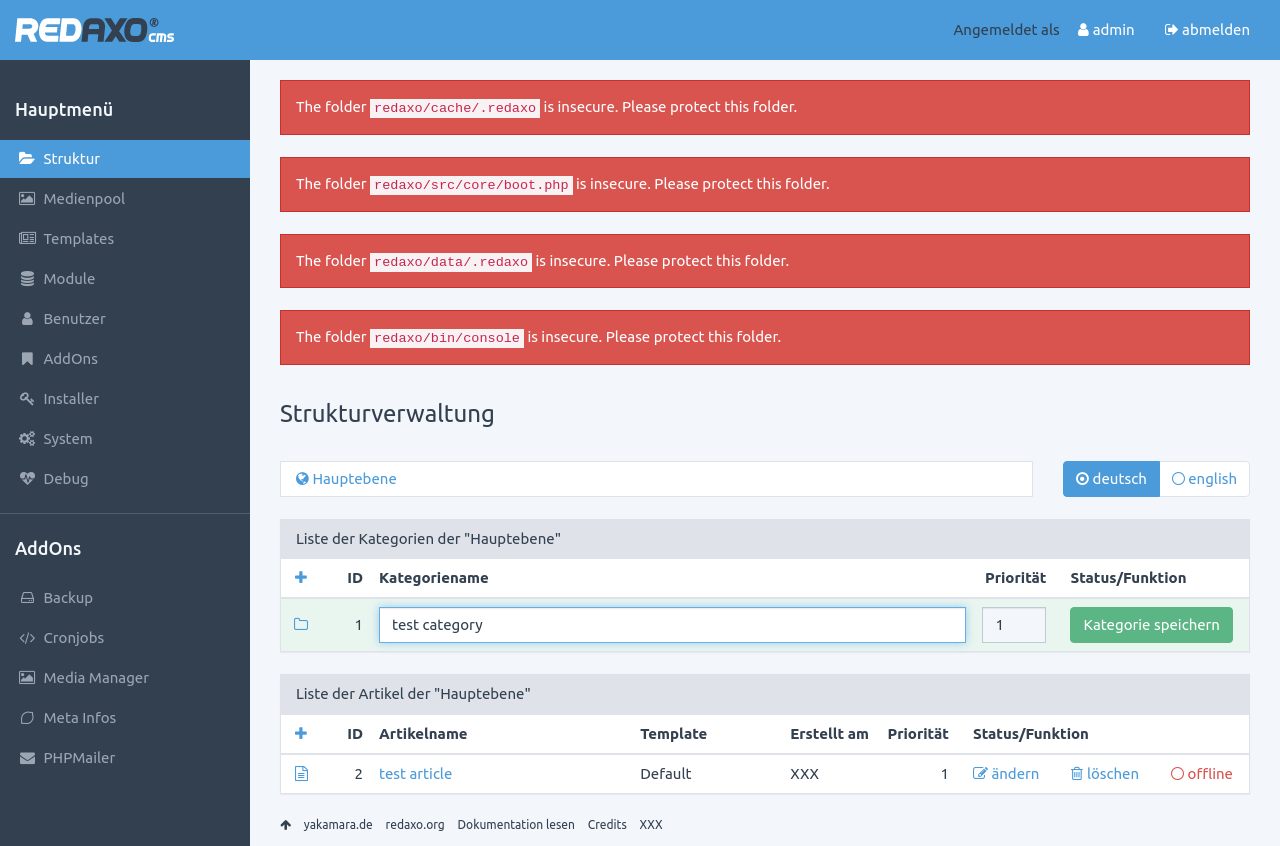 REDAXO® cms
Angemeldet als admin abmelden
Hauptmenü
Struktur
Medienpool
Templates
Module
Benutzer
AddOns
Installer
System
Debug
AddOns
Backup
Cronjobs
Media Manager
Meta Infos
PHPMailer
The folder redaxo/cache/.redaxo is insecure. Please protect this folder.
The folder redaxo/src/core/boot.php is insecure. Please protect this folder.
The folder redaxo/data/.redaxo is insecure. Please protect this folder.
The folder redaxo/bin/console is insecure. Please protect this folder.
Strukturverwaltung
Hauptebene deutsch english
Liste der Kategorien der "Hauptebene"
ID Kategoriename Priorität Status/Funktion
1 test category 1 Kategorie speichern
Liste der Artikel der "Hauptebene"
ID Artikelname Template Erstellt am Priorität Status/Funktion
2 test article Default XXX 1 ändern löschen offline
yakamara.de redaxo.org Dokumentation lesen Credits XXX